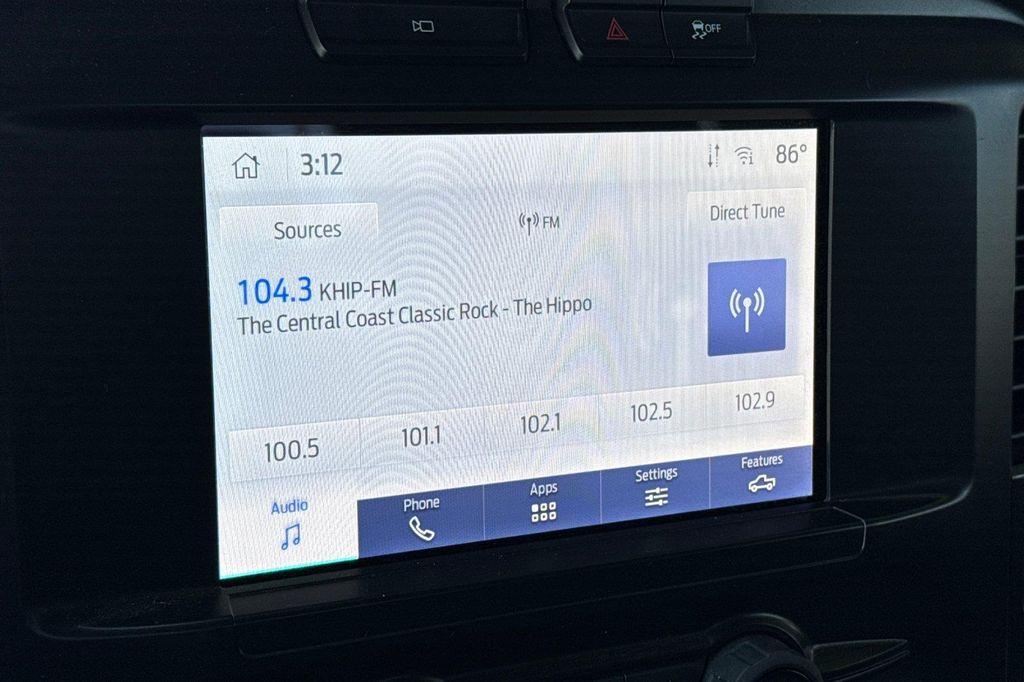 OFF
3:12
86°
Sources
FM
Direct Tune
104.3 KHIP-FM
The Central Coast Classic Rock - The Hippo
100.5
101.1
102.1
102.5
102.9
Audio
Phone
Apps
Settings
Features